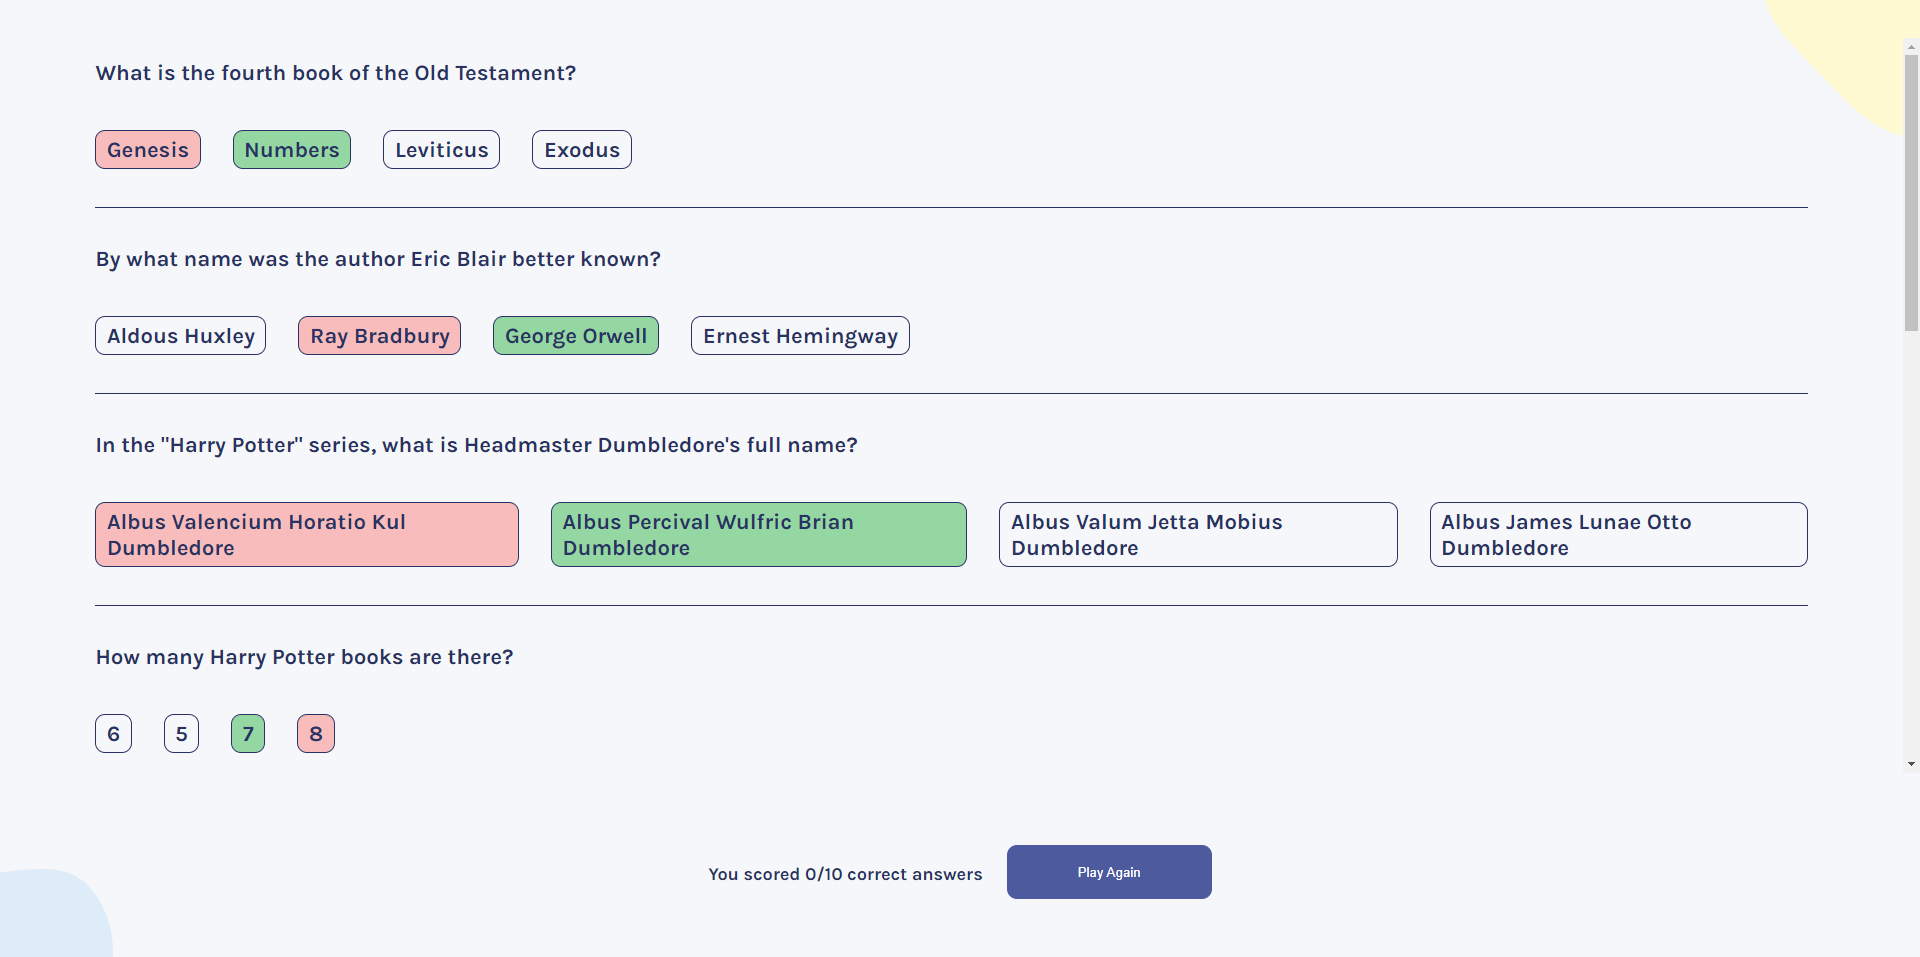 What is the fourth book of the Old Testament?
Genesis Numbers Leviticus Exodus
By what name was the author Eric Blair better known?
Aldous Huxley Ray Bradbury George Orwell Ernest Hemingway
In the "Harry Potter" series, what is Headmaster Dumbledore's full name?
Albus Valencium Horatio Kul
Dumbledore
Albus Percival Wulfric Brian
Dumbledore
Albus Valum Jetta Mobius
Dumbledore
Albus James Lunae Otto
Dumbledore
How many Harry Potter books are there?
6 5 7 8
You scored 0/10 correct answers
Play Again